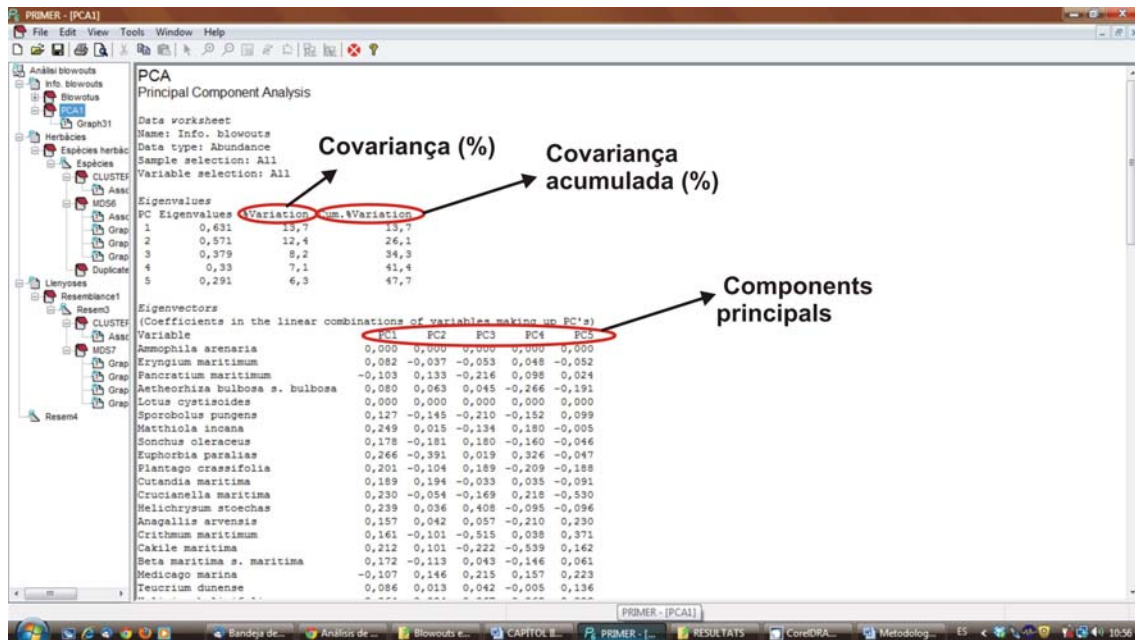 PRIMER - [PCA1]
File Edit View Tools Window Help
Anàlisi blowouts
Info. blowouts
Blowotus
PCA1
Graph31
Herbàcies
Espècies herbàc
Espècies
CLUSTER
Asso
MDS6
Asso
Grap
Grap
Grap
Duplicate
Llenyoses
Resemblance1
Resem3
CLUSTER
Asso
MDS7
Grap
Grap
Grap
Grap
Resem4
PCA
Principal Component Analysis
Data worksheet
Name: Info. blowouts
Data type: Abundance
Sample selection: All
Variable selection: All
Covariança (%)
Covariança
acumulada (%)
Eigenvalues
PC Eigenvalues %Variation Cum.%Variation
1 0,631 13,7 13,7
2 0,571 12,4 26,1
3 0,379 8,2 34,3
4 0,33 7,1 41,4
5 0,291 6,3 47,7
Components
principals
Eigenvectors
(Coefficients in the linear combinations of variables making up PC's)
Variable PC1 PC2 PC3 PC4 PC5
Ammophila arenaria 0,000 0,000 0,000 0,000 0,000
Eryngium maritimum 0,082 -0,037 -0,053 0,048 -0,052
Pancratium maritimum -0,103 0,133 -0,216 0,098 0,024
Aetheorhiza bulbosa s. bulbosa 0,080 0,063 0,045 -0,266 -0,191
Lotus cystisoides 0,000 0,000 0,000 0,000 0,000
Sporobolus pungens 0,127 -0,145 -0,210 -0,152 0,099
Matthiola incana 0,249 0,015 -0,134 0,180 -0,005
Sonchus oleraceus 0,178 -0,181 0,180 -0,160 -0,046
Euphorbia paralias 0,266 -0,391 0,019 0,326 -0,047
Plantago crassifolia 0,201 -0,104 0,189 -0,209 -0,188
Cutandia maritima 0,189 0,194 -0,033 0,035 -0,091
Crucianella maritima 0,230 -0,054 -0,169 0,218 -0,530
Helichrysum stoechas 0,239 0,036 0,408 -0,095 -0,096
Anagallis arvensis 0,157 0,042 0,057 -0,210 0,230
Crithmum maritimum 0,161 -0,101 -0,515 0,038 0,371
Cakile maritima 0,212 0,101 -0,222 -0,539 0,162
Beta maritima s. maritima 0,172 -0,113 0,043 -0,146 0,061
Medicago marina -0,107 0,146 0,215 0,157 0,223
Teucrium dunense 0,086 0,013 0,042 -0,005 0,136
PRIMER - [PCA1]
Bandeja de... Análisis de ... Blowouts e... CAPÍTOL II... PRIMER - [... RESULTATS CorelDRA... Metodolog... ES 10:56